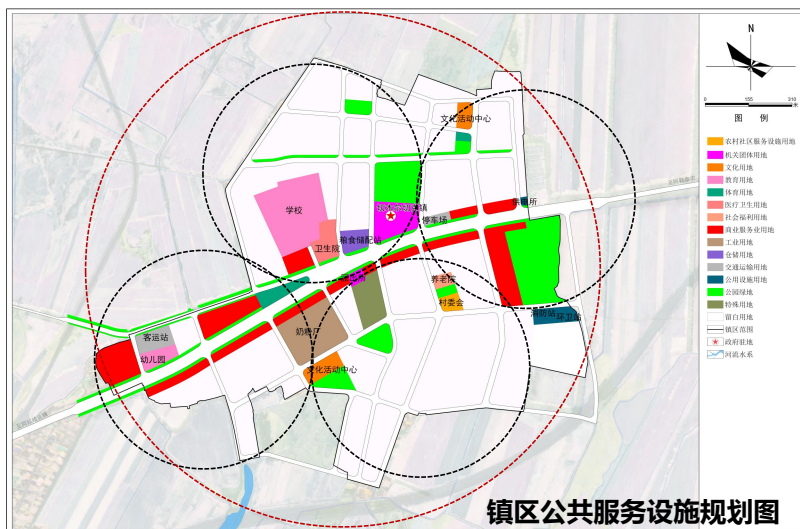 N
0 155 310
米
图 例
农村社区服务设施用地
机关团体用地
文化用地
教育用地
体育用地
医疗卫生用地
社会福利用地
商业服务业用地
工业用地
仓储用地
交通运输用地
公用设施用地
公园绿地
特殊用地
留白用地
镇区范围
政府驻地
河流水系
文化活动中心
供电所
学校
停车场
粮食储配站
卫生院
养老院
村委会
消防站
环卫站
客运站
幼儿园
奶粉厂
文化活动中心
镇区公共服务设施规划图